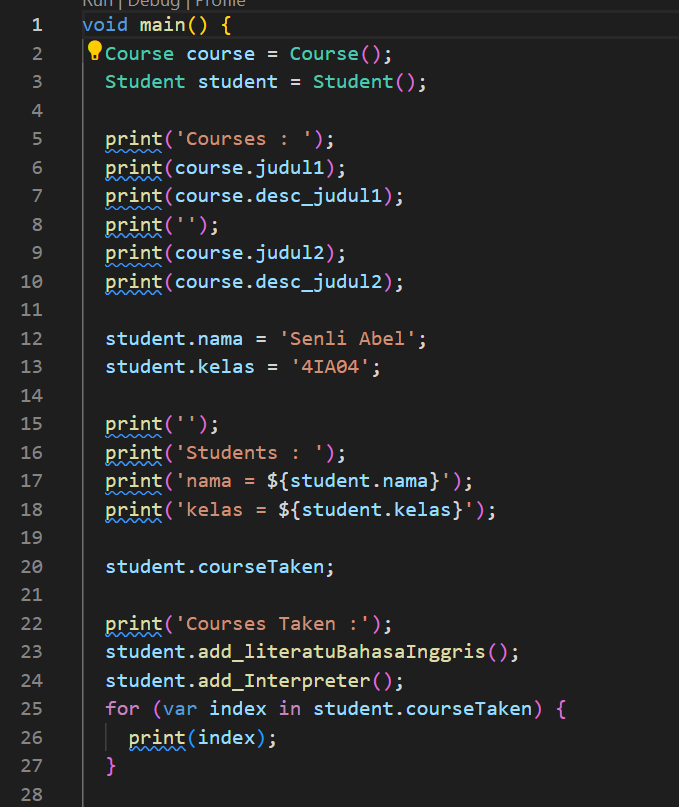 Run | Debug | Profile
1 void main() {
2 Course course = Course();
3 Student student = Student();
4
5 print('Courses : ');
6 print(course.judul1);
7 print(course.desc_judul1);
8 print('');
9 print(course.judul2);
10 print(course.desc_judul2);
11
12 student.nama = 'Senli Abel';
13 student.kelas = '4IA04';
14
15 print('');
16 print('Students : ');
17 print('nama = ${student.nama}');
18 print('kelas = ${student.kelas}');
19
20 student.courseTaken;
21
22 print('Courses Taken :');
23 student.add_literatuBahasaInggris();
24 student.add_Interpreter();
25 for (var index in student.courseTaken) {
26 print(index);
27 }
28